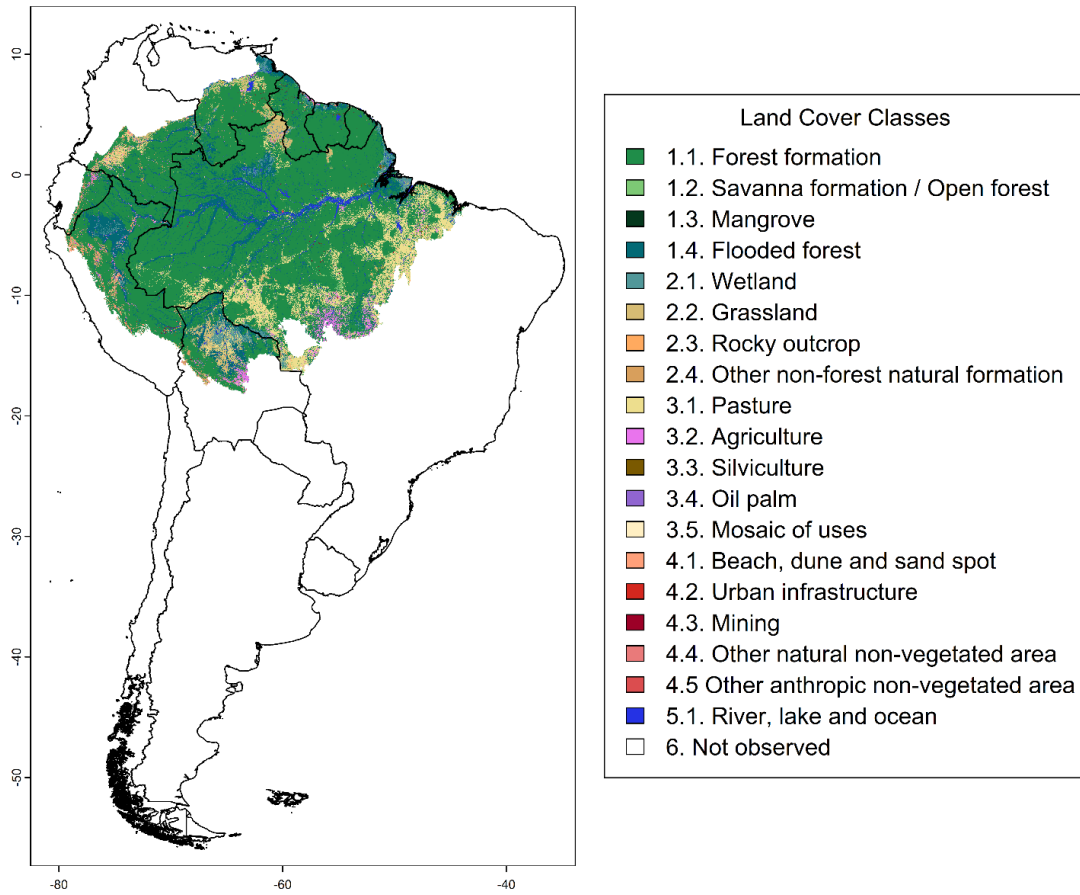 10
0
-10
-20
-30
-40
-50
-80
-60
-40
Land Cover Classes
1.1. Forest formation
1.2. Savanna formation / Open forest
1.3. Mangrove
1.4. Flooded forest
2.1. Wetland
2.2. Grassland
2.3. Rocky outcrop
2.4. Other non-forest natural formation
3.1. Pasture
3.2. Agriculture
3.3. Silviculture
3.4. Oil palm
3.5. Mosaic of uses
4.1. Beach, dune and sand spot
4.2. Urban infrastructure
4.3. Mining
4.4. Other natural non-vegetated area
4.5 Other anthropic non-vegetated area
5.1. River, lake and ocean
6. Not observed